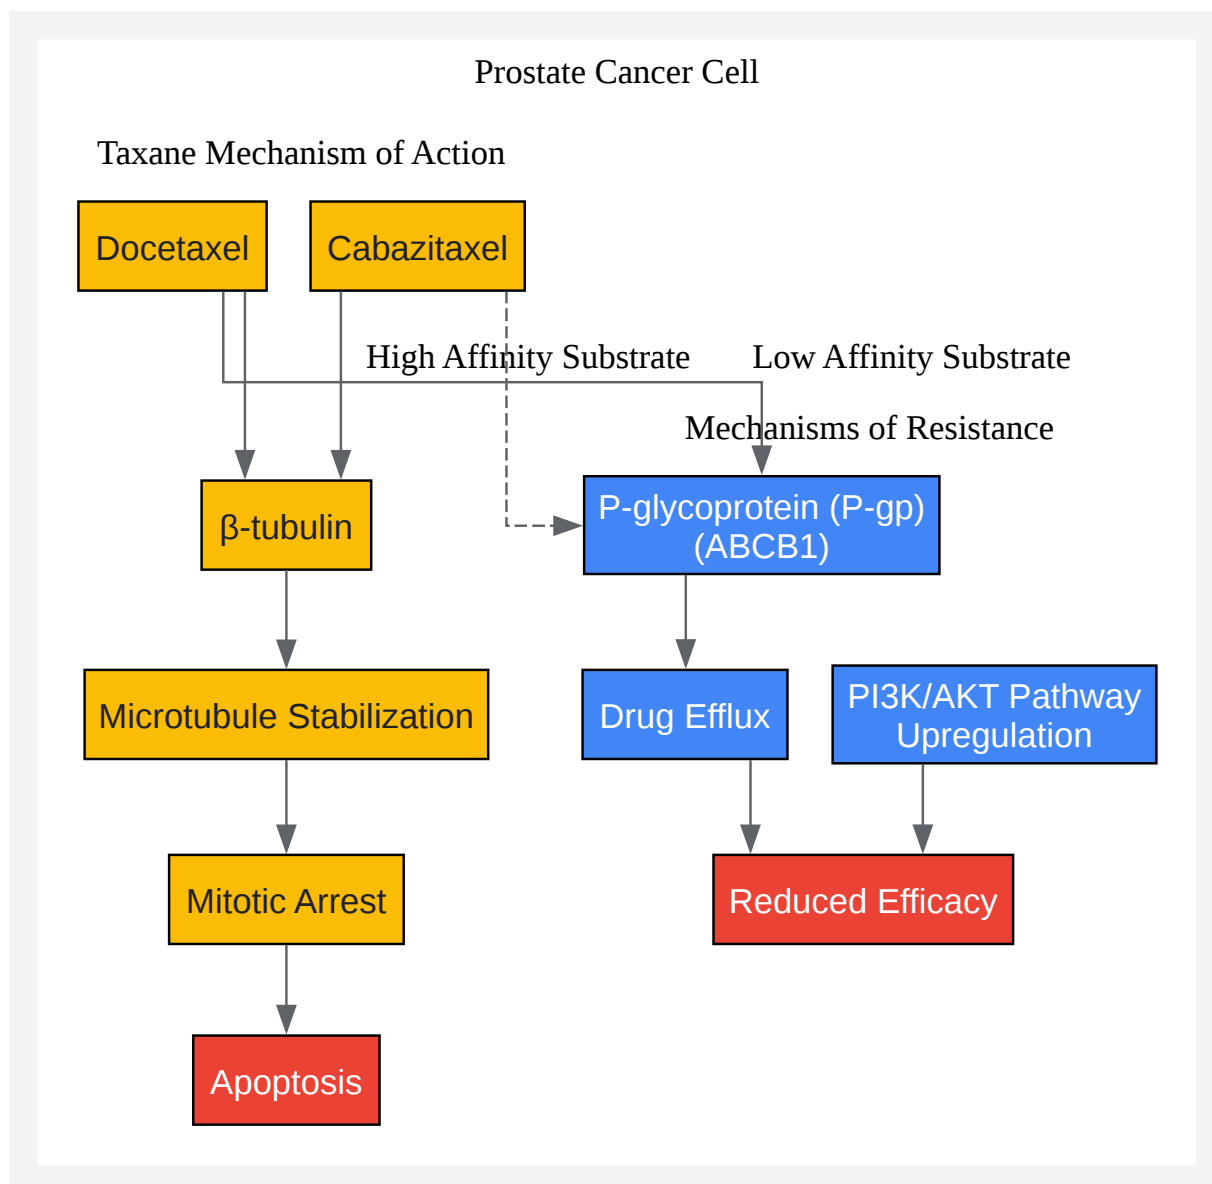 Prostate Cancer Cell
Taxane Mechanism of Action
Docetaxel
Cabazitaxel
High Affinity Substrate
Low Affinity Substrate
Mechanisms of Resistance
β-tubulin
P-glycoprotein (P-gp)
(ABCB1)
Microtubule Stabilization
Drug Efflux
PI3K/AKT Pathway
Upregulation
Mitotic Arrest
Reduced Efficacy
Apoptosis